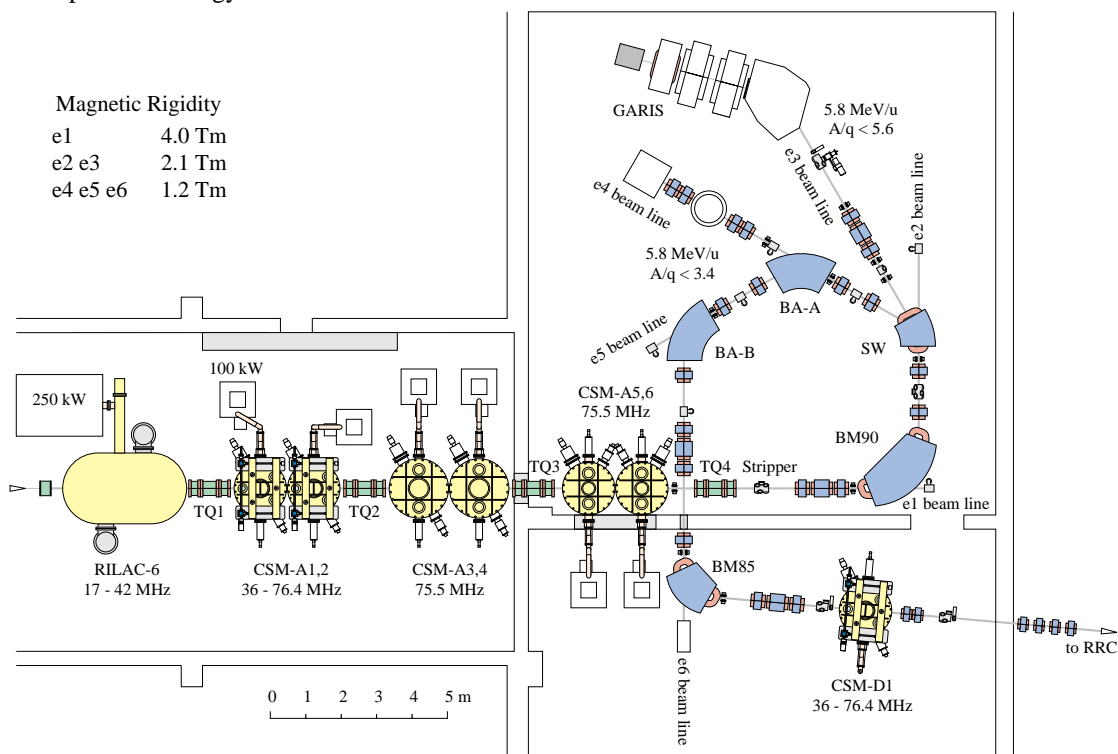 Magnetic Rigidity
e1 4.0 Tm
e2 e3 2.1 Tm
e4 e5 e6 1.2 Tm
GARIS
5.8 MeV/u
A/q < 5.6
e3 beam line
e2 beam line
e4 beam line
5.8 MeV/u
A/q < 3.4
BA-A
e5 beam line
BA-B
SW
250 kW
100 kW
CSM-A5,6
75.5 MHz
BM90
TQ1
TQ2
TQ3
TQ4
Stripper
e1 beam line
RILAC-6
17 - 42 MHz
CSM-A1,2
36 - 76.4 MHz
CSM-A3,4
75.5 MHz
BM85
to RRC
e6 beam line
CSM-D1
36 - 76.4 MHz
0 1 2 3 4 5 m